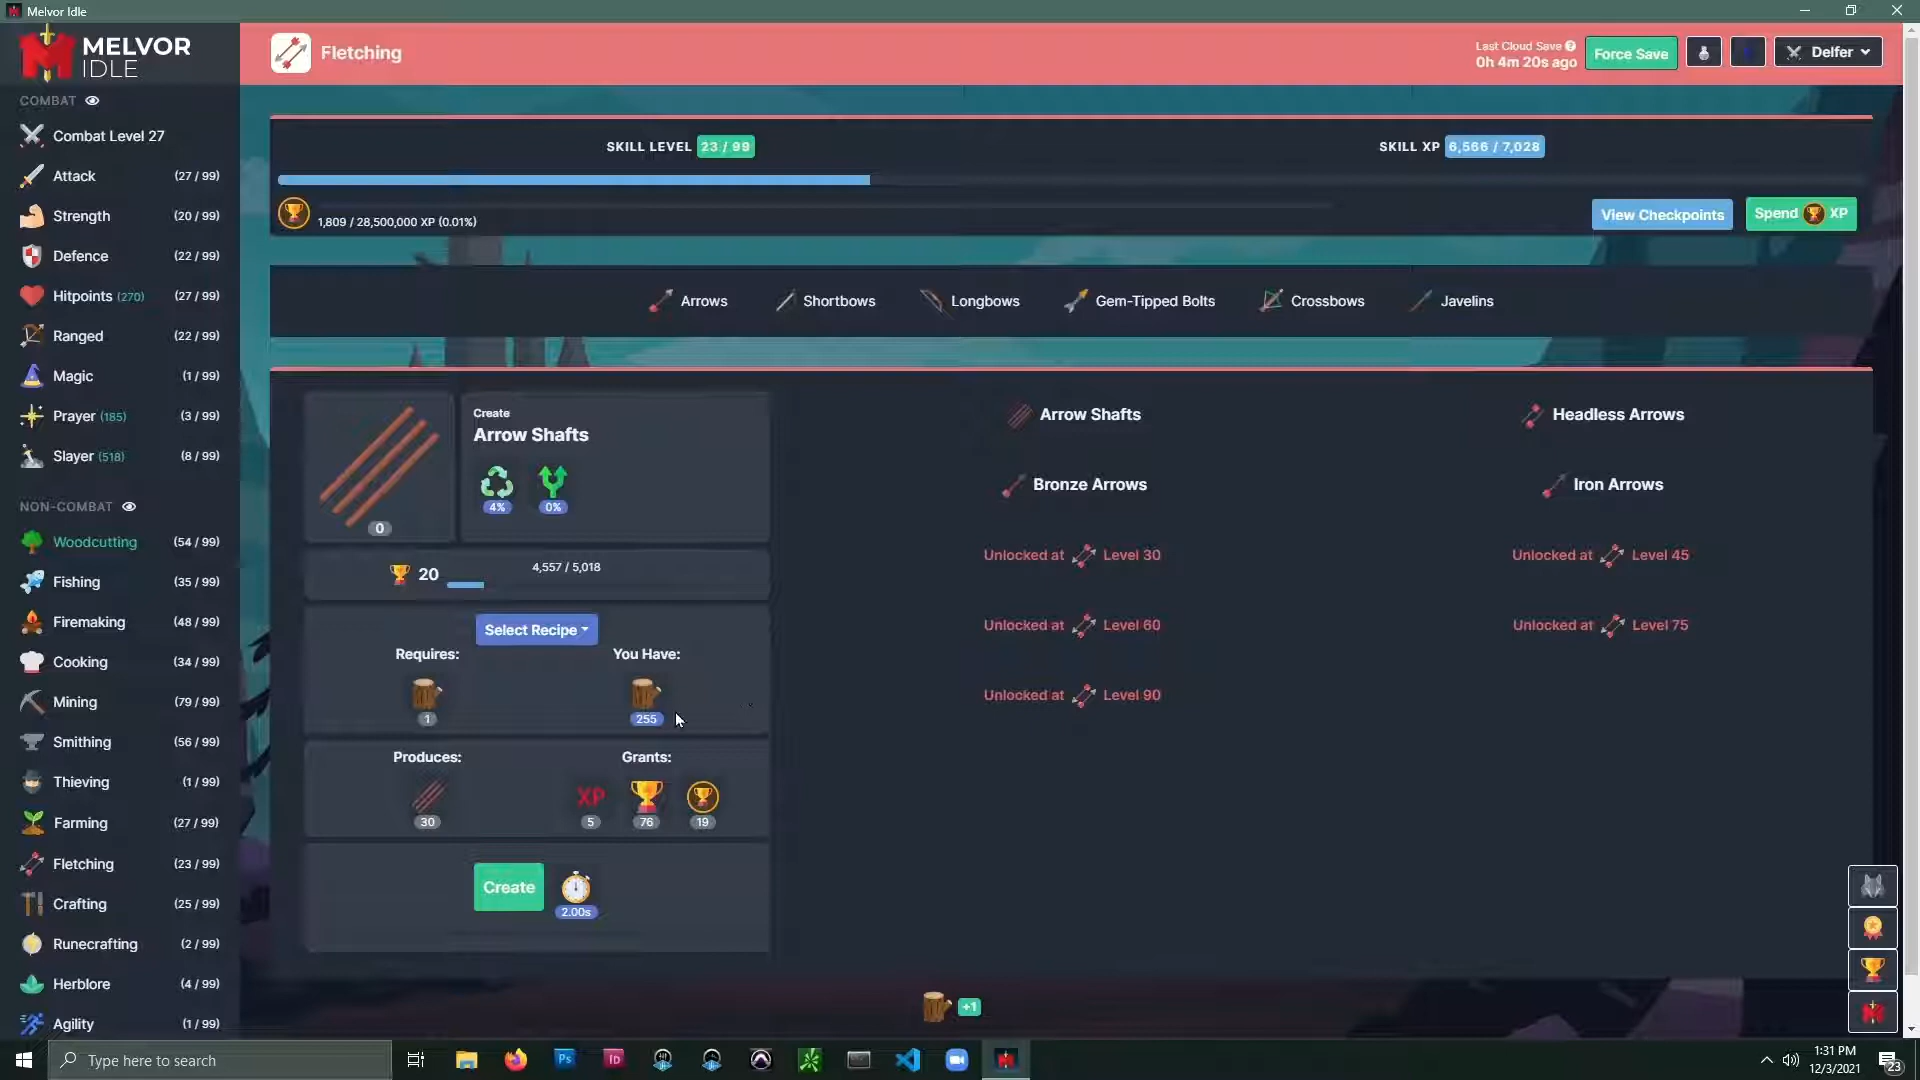 Melvor Idle
MELVOR
IDLE
Fletching
Last Cloud Save
0h 4m 20s ago
Force Save
Delfer
COMBAT
Combat Level 27
Attack (27 / 99)
Strength (20 / 99)
Defence (22 / 99)
Hitpoints (270) (27 / 99)
Ranged (22 / 99)
Magic (1 / 99)
Prayer (185) (3 / 99)
Slayer (518) (8 / 99)
NON-COMBAT
Woodcutting (54 / 99)
Fishing (35 / 99)
Firemaking (48 / 99)
Cooking (34 / 99)
Mining (79 / 99)
Smithing (56 / 99)
Thieving (1 / 99)
Farming (27 / 99)
Fletching (23 / 99)
Crafting (25 / 99)
Runecrafting (2 / 99)
Herblore (4 / 99)
Agility (1 / 99)
SKILL LEVEL 23 / 99
SKILL XP 6,566 / 7,028
1,809 / 28,500,000 XP (0.01%)
View Checkpoints
Spend XP
Arrows
Shortbows
Longbows
Gem-Tipped Bolts
Crossbows
Javelins
Create
Arrow Shafts
4%
0%
0
20
4,557 / 5,018
Select Recipe
Requires:
You Have:
1
255
Produces:
Grants:
XP
30
5
76
19
Create
2.00s
Arrow Shafts
Headless Arrows
Bronze Arrows
Iron Arrows
Unlocked at Level 30
Unlocked at Level 45
Unlocked at Level 60
Unlocked at Level 75
Unlocked at Level 90
+1
Type here to search
Ps
Id
1:31 PM
12/3/2021
23